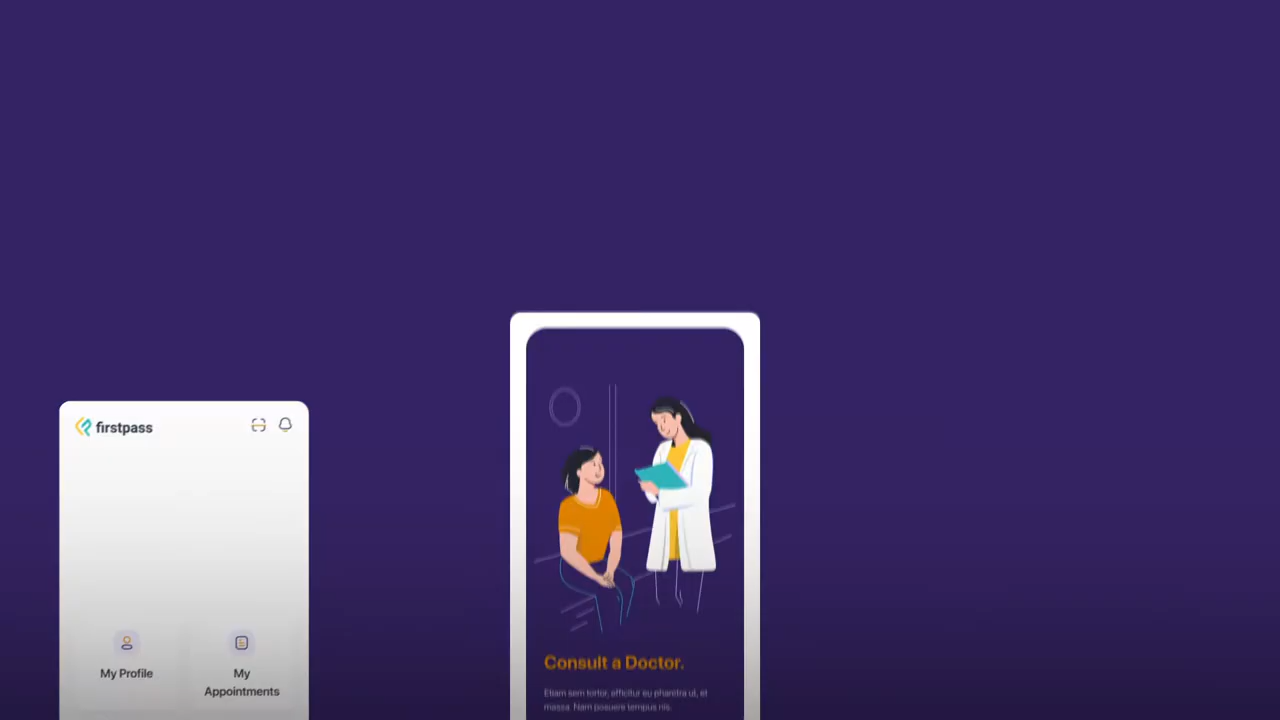 firstpass
My Profile
My
Appointments
Consult a Doctor.
Etiam sem tortor, efficitur eu pharetra ut, et
massa. Nam posuere tempus nis.